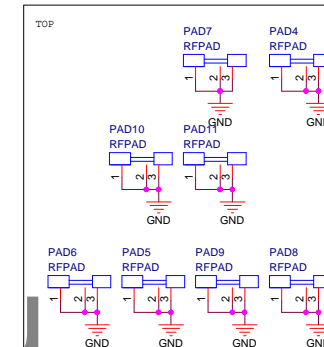 TOP
PAD7 PAD4
RFPAD RFPAD
1 2 3 1 2 3
GND GND
PAD10 PAD11
RFPAD RFPAD
1 2 3 1 2 3
GND GND
PAD6 PAD5 PAD9 PAD8
RFPAD RFPAD RFPAD RFPAD
1 2 3 1 2 3 1 2 3 1 2 3
GND GND GND GND